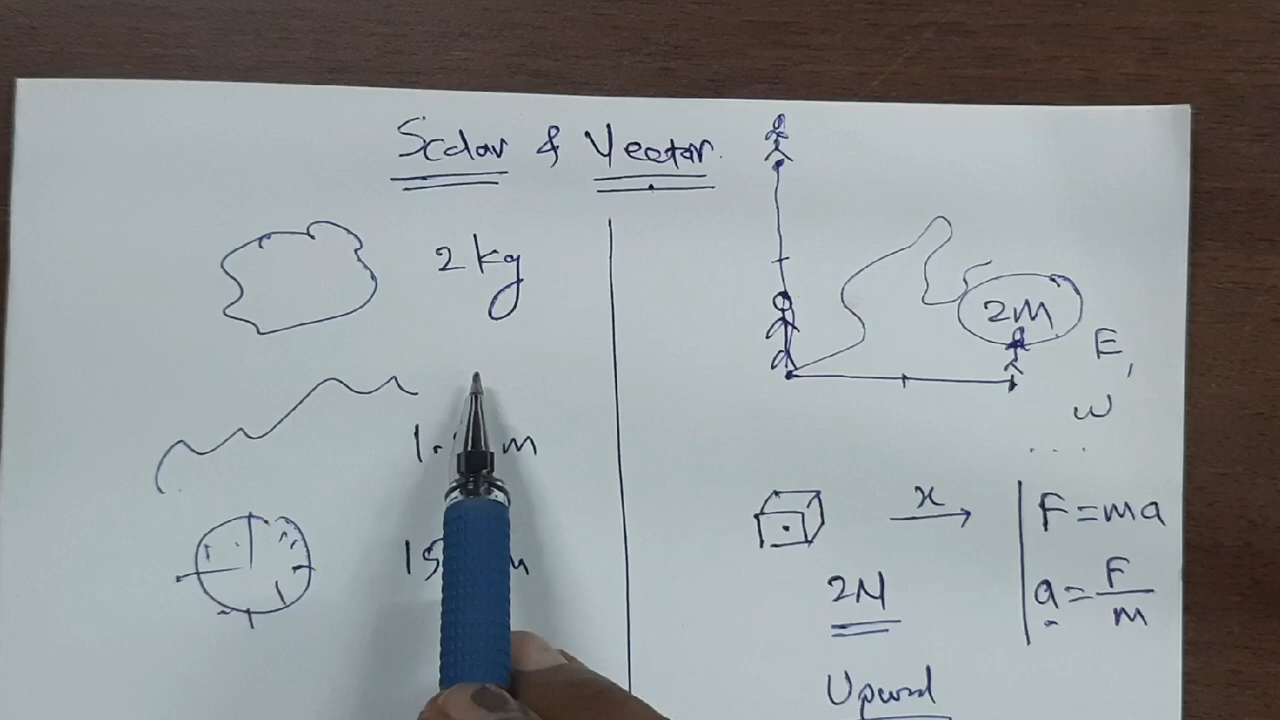 Scalar & Vector.
2 kg
2M
E,
W
...
x
F=ma
2N
a=F/m
Upward